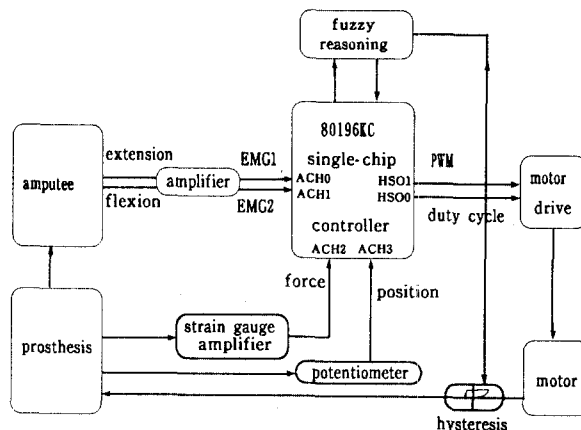 fuzzy
reasoning
80196KC
single-chip
controller
extension
flexion
amputee
amplifier
EMG1
EMG2
ACH0
ACH1
HSO1
HSO0
PWM
duty cycle
motor
drive
ACH2 ACH3
force
position
prosthesis
strain gauge
amplifier
potentiometer
motor
hysteresis